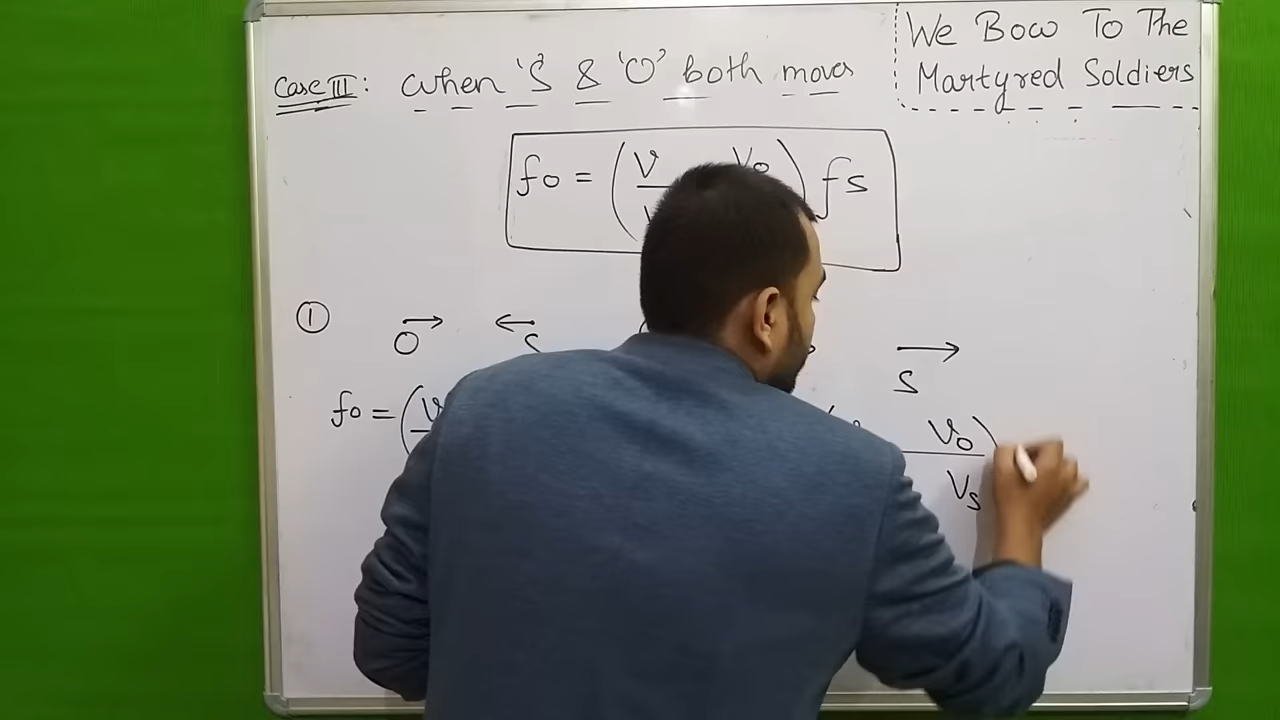 We Bow To The
Martyred Soldiers
Case III: When 'S' & 'O' both moves
fo = (V Vo) fs
①
O S S
fo = (V Vo)
Vs